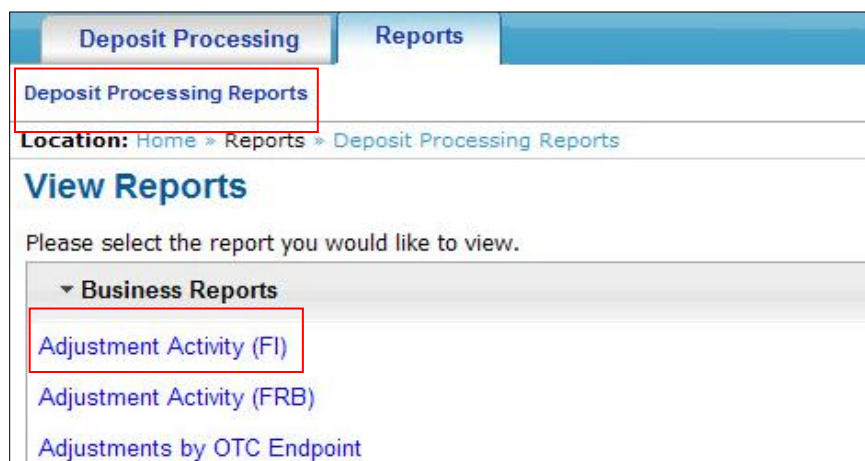 Deposit Processing Reports
Deposit Processing Reports
Location: Home » Reports » Deposit Processing Reports
View Reports
Please select the report you would like to view.
Business Reports
Adjustment Activity (FI)
Adjustment Activity (FRB)
Adjustments by OTC Endpoint